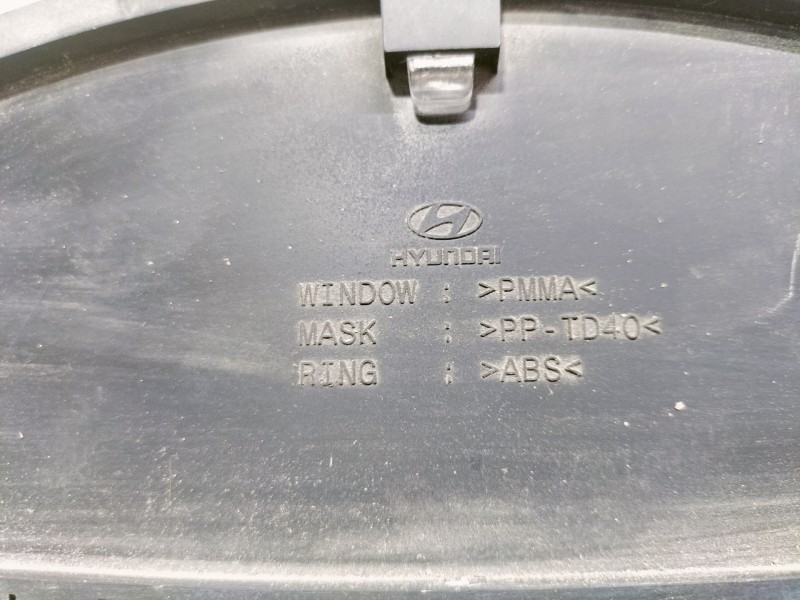 HYUNDAI
WINDOW : >PMMA<
MASK : >PP-TD40<
RING : >ABS<